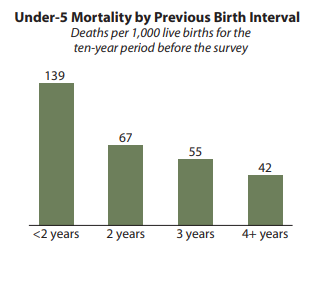 Under-5 Mortality by Previous Birth Interval
Deaths per 1,000 live births for the
ten-year period before the survey
139
67
55
42
<2 years
2 years
3 years
4+ years